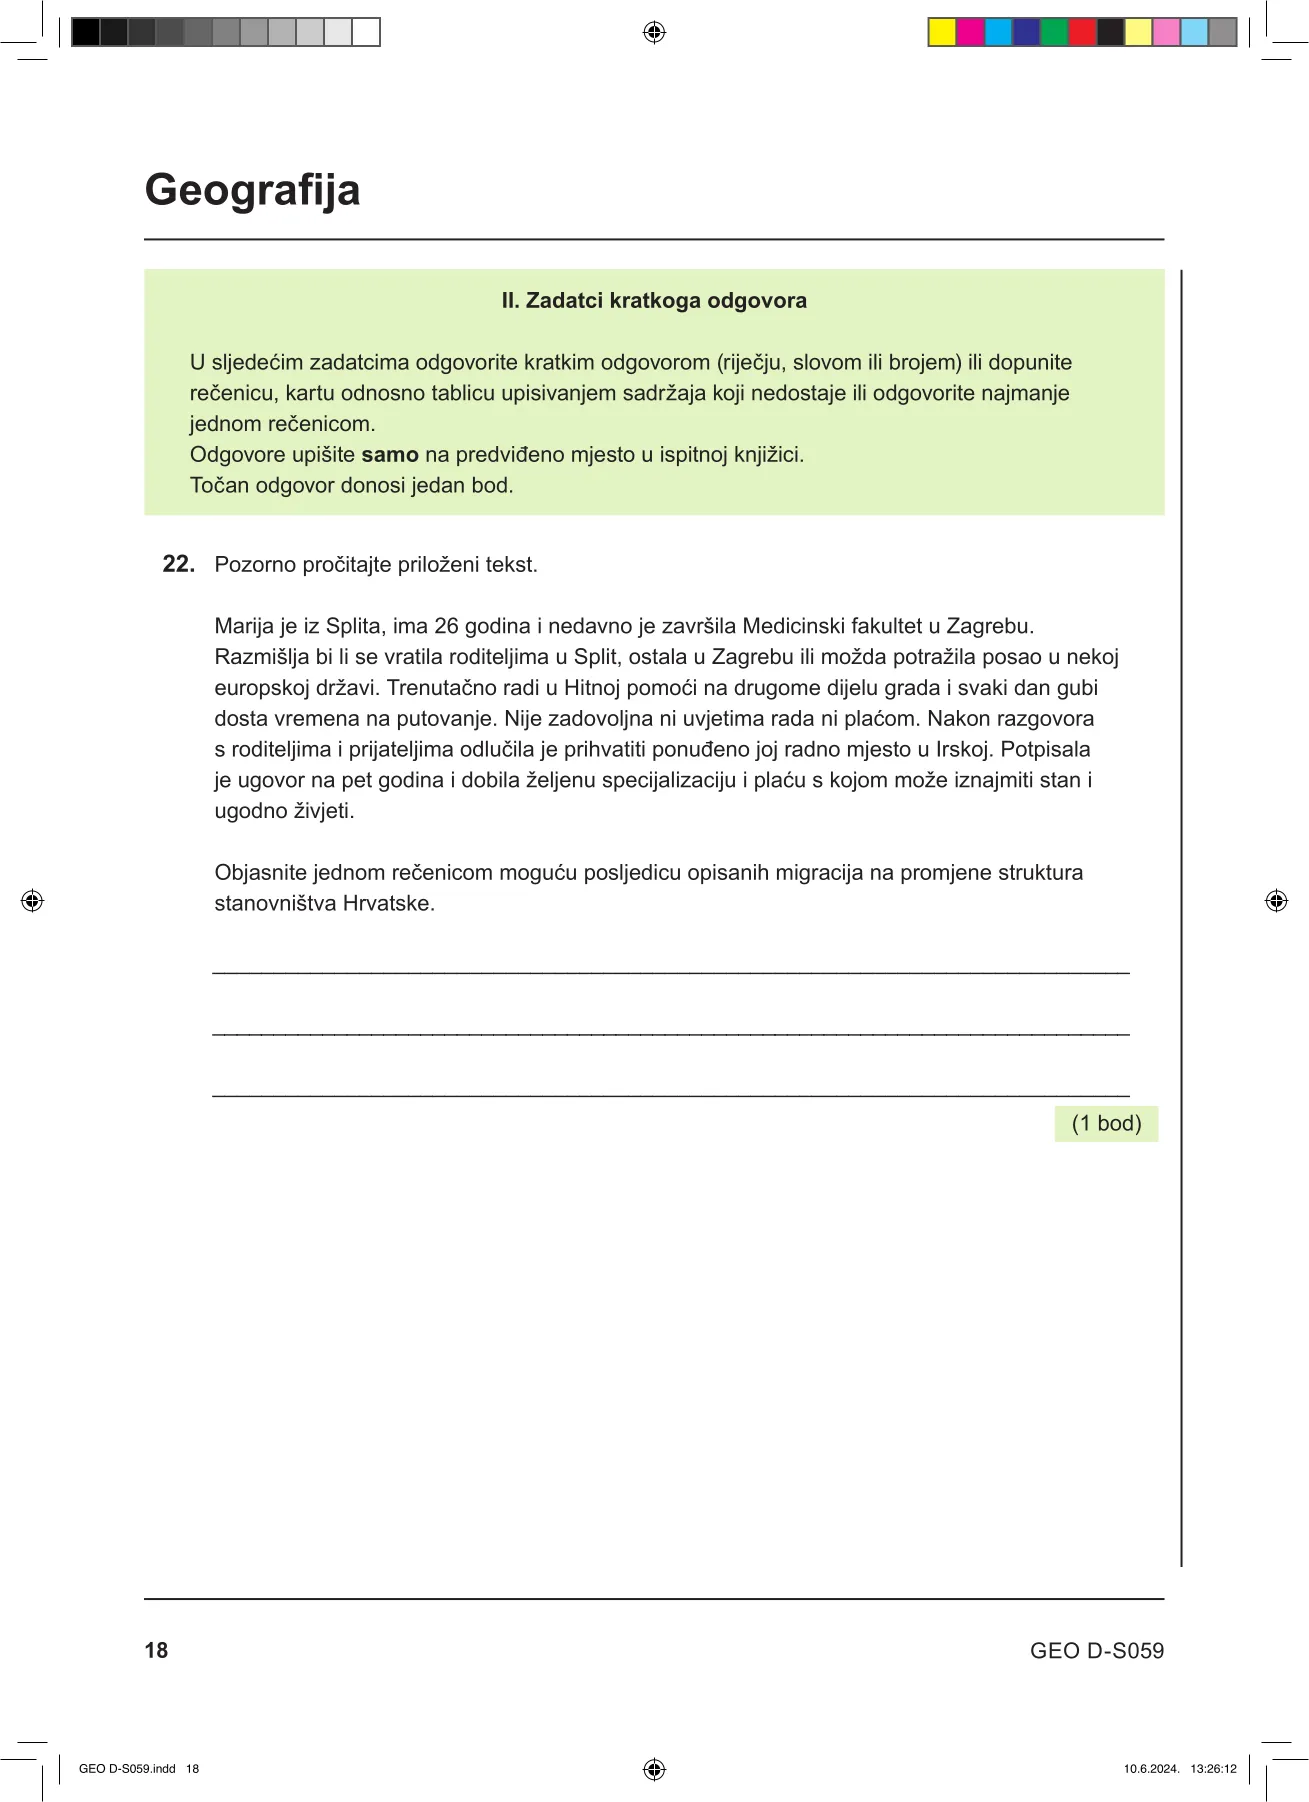 Geografija
II. Zadatci kratkoga odgovora
U sljedećim zadatcima odgovorite kratkim odgovorom (riječju, slovom ili brojem) ili dopunite
rečenicu, kartu odnosno tablicu upisivanjem sadržaja koji nedostaje ili odgovorite najmanje
jednom rečenicom.
Odgovore upišite samo na predviđeno mjesto u ispitnoj knjižici.
Točan odgovor donosi jedan bod.
22. Pozorno pročitajte priloženi tekst.
Marija je iz Splita, ima 26 godina i nedavno je završila Medicinski fakultet u Zagrebu.
Razmišlja bi li se vratila roditeljima u Split, ostala u Zagrebu ili možda potražila posao u nekoj
europskoj državi. Trenutačno radi u Hitnoj pomoći na drugome dijelu grada i svaki dan gubi
dosta vremena na putovanje. Nije zadovoljna ni uvjetima rada ni plaćom. Nakon razgovora
s roditeljima i prijateljima odlučila je prihvatiti ponuđeno joj radno mjesto u Irskoj. Potpisala
je ugovor na pet godina i dobila željenu specijalizaciju i plaću s kojom može iznajmiti stan i
ugodno živjeti.
Objasnite jednom rečenicom moguću posljedicu opisanih migracija na promjene struktura
stanovništva Hrvatske.
(1 bod)
18
GEO D-S059
GEO D-S059.indd 18
10.6.2024. 13:26:12